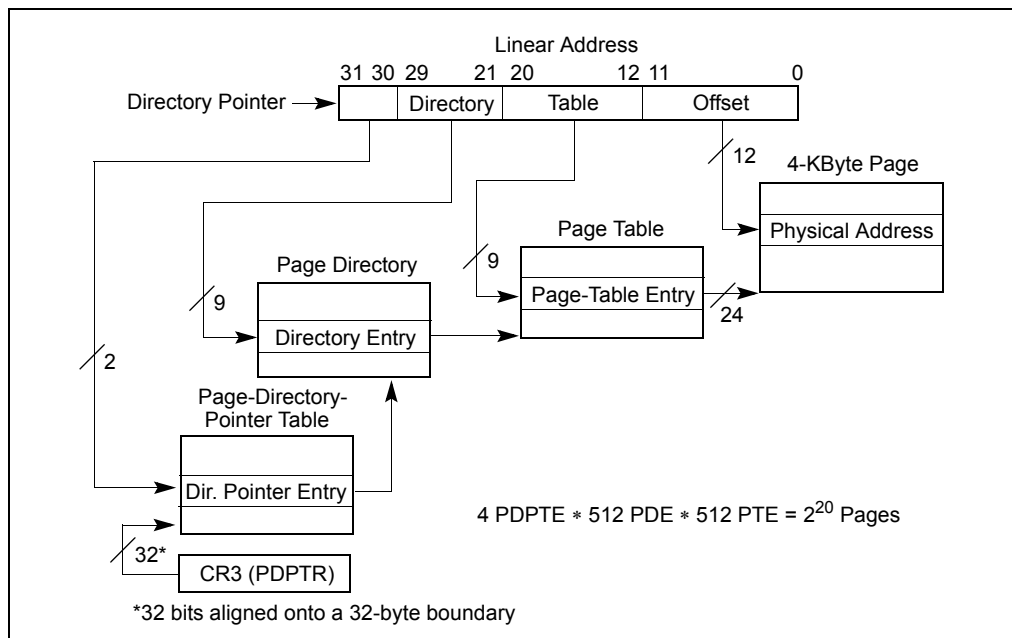 Linear Address
31 30 29 21 20 12 11 0
Directory Pointer Directory Table Offset
12
4-KByte Page
Physical Address
Page Table
9
Page-Table Entry
24
Page Directory
9
Directory Entry
2
Page-Directory-
Pointer Table
Dir. Pointer Entry
4 PDPTE ∗ 512 PDE ∗ 512 PTE = 2²⁰ Pages
32*
CR3 (PDPTR)
*32 bits aligned onto a 32-byte boundary